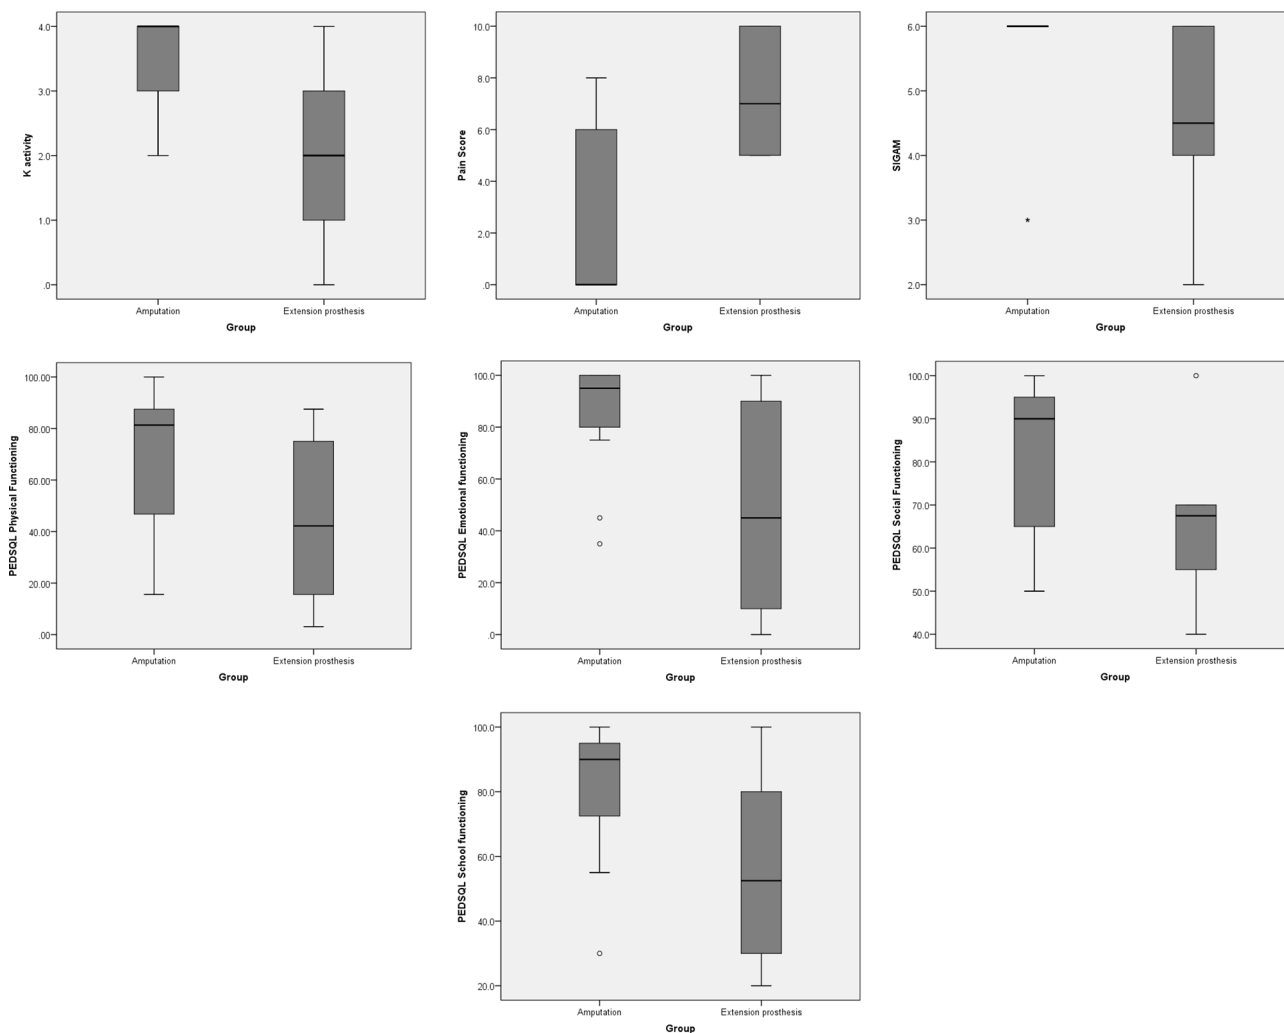 K activity
4.0
3.0
2.0
1.0
.0
Amputation
Extension prosthesis
Group
Pain Score
10.0
8.0
6.0
4.0
2.0
.0
Amputation
Extension prosthesis
Group
SIGAM
6.0
5.0
4.0
3.0
2.0
Amputation
Extension prosthesis
Group
PEDSQL Physical Functioning
100.00
80.00
60.00
40.00
20.00
.00
Amputation
Extension prosthesis
Group
PEDSQL Emotional functioning
100.0
80.0
60.0
40.0
20.0
.0
Amputation
Extension prosthesis
Group
PEDSQL Social Functioning
100.0
90.0
80.0
70.0
60.0
50.0
40.0
Amputation
Extension prosthesis
Group
PEDSQL School functioning
100.0
80.0
60.0
40.0
20.0
Amputation
Extension prosthesis
Group